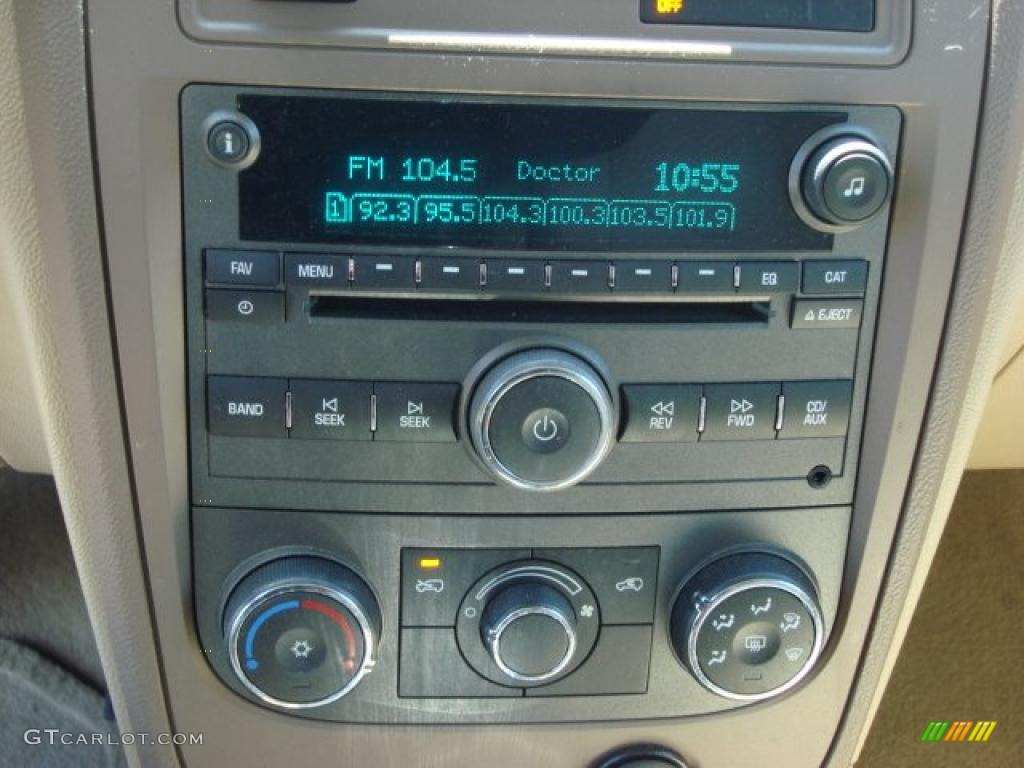 OFF
i
FM 104.5 Doctor 10:55
1 92.3 95.5 104.3 100.3 103.5 101.9
FAV MENU EQ CAT
EJECT
BAND SEEK SEEK REV FWD CD/AUX
GTCARLOT.COM